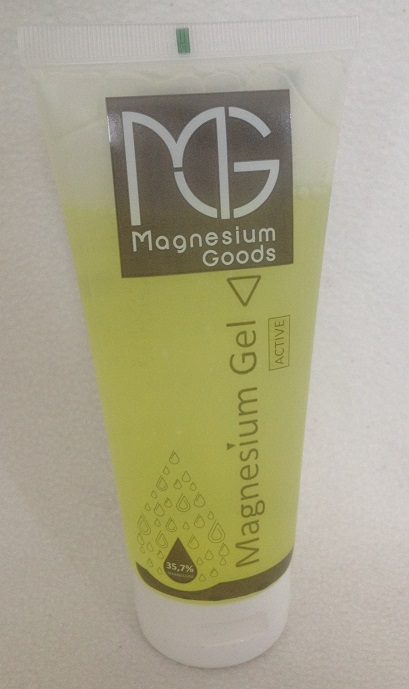 MG
Magnesium
Goods
Magnesium Gel
ACTIVE
35,7%